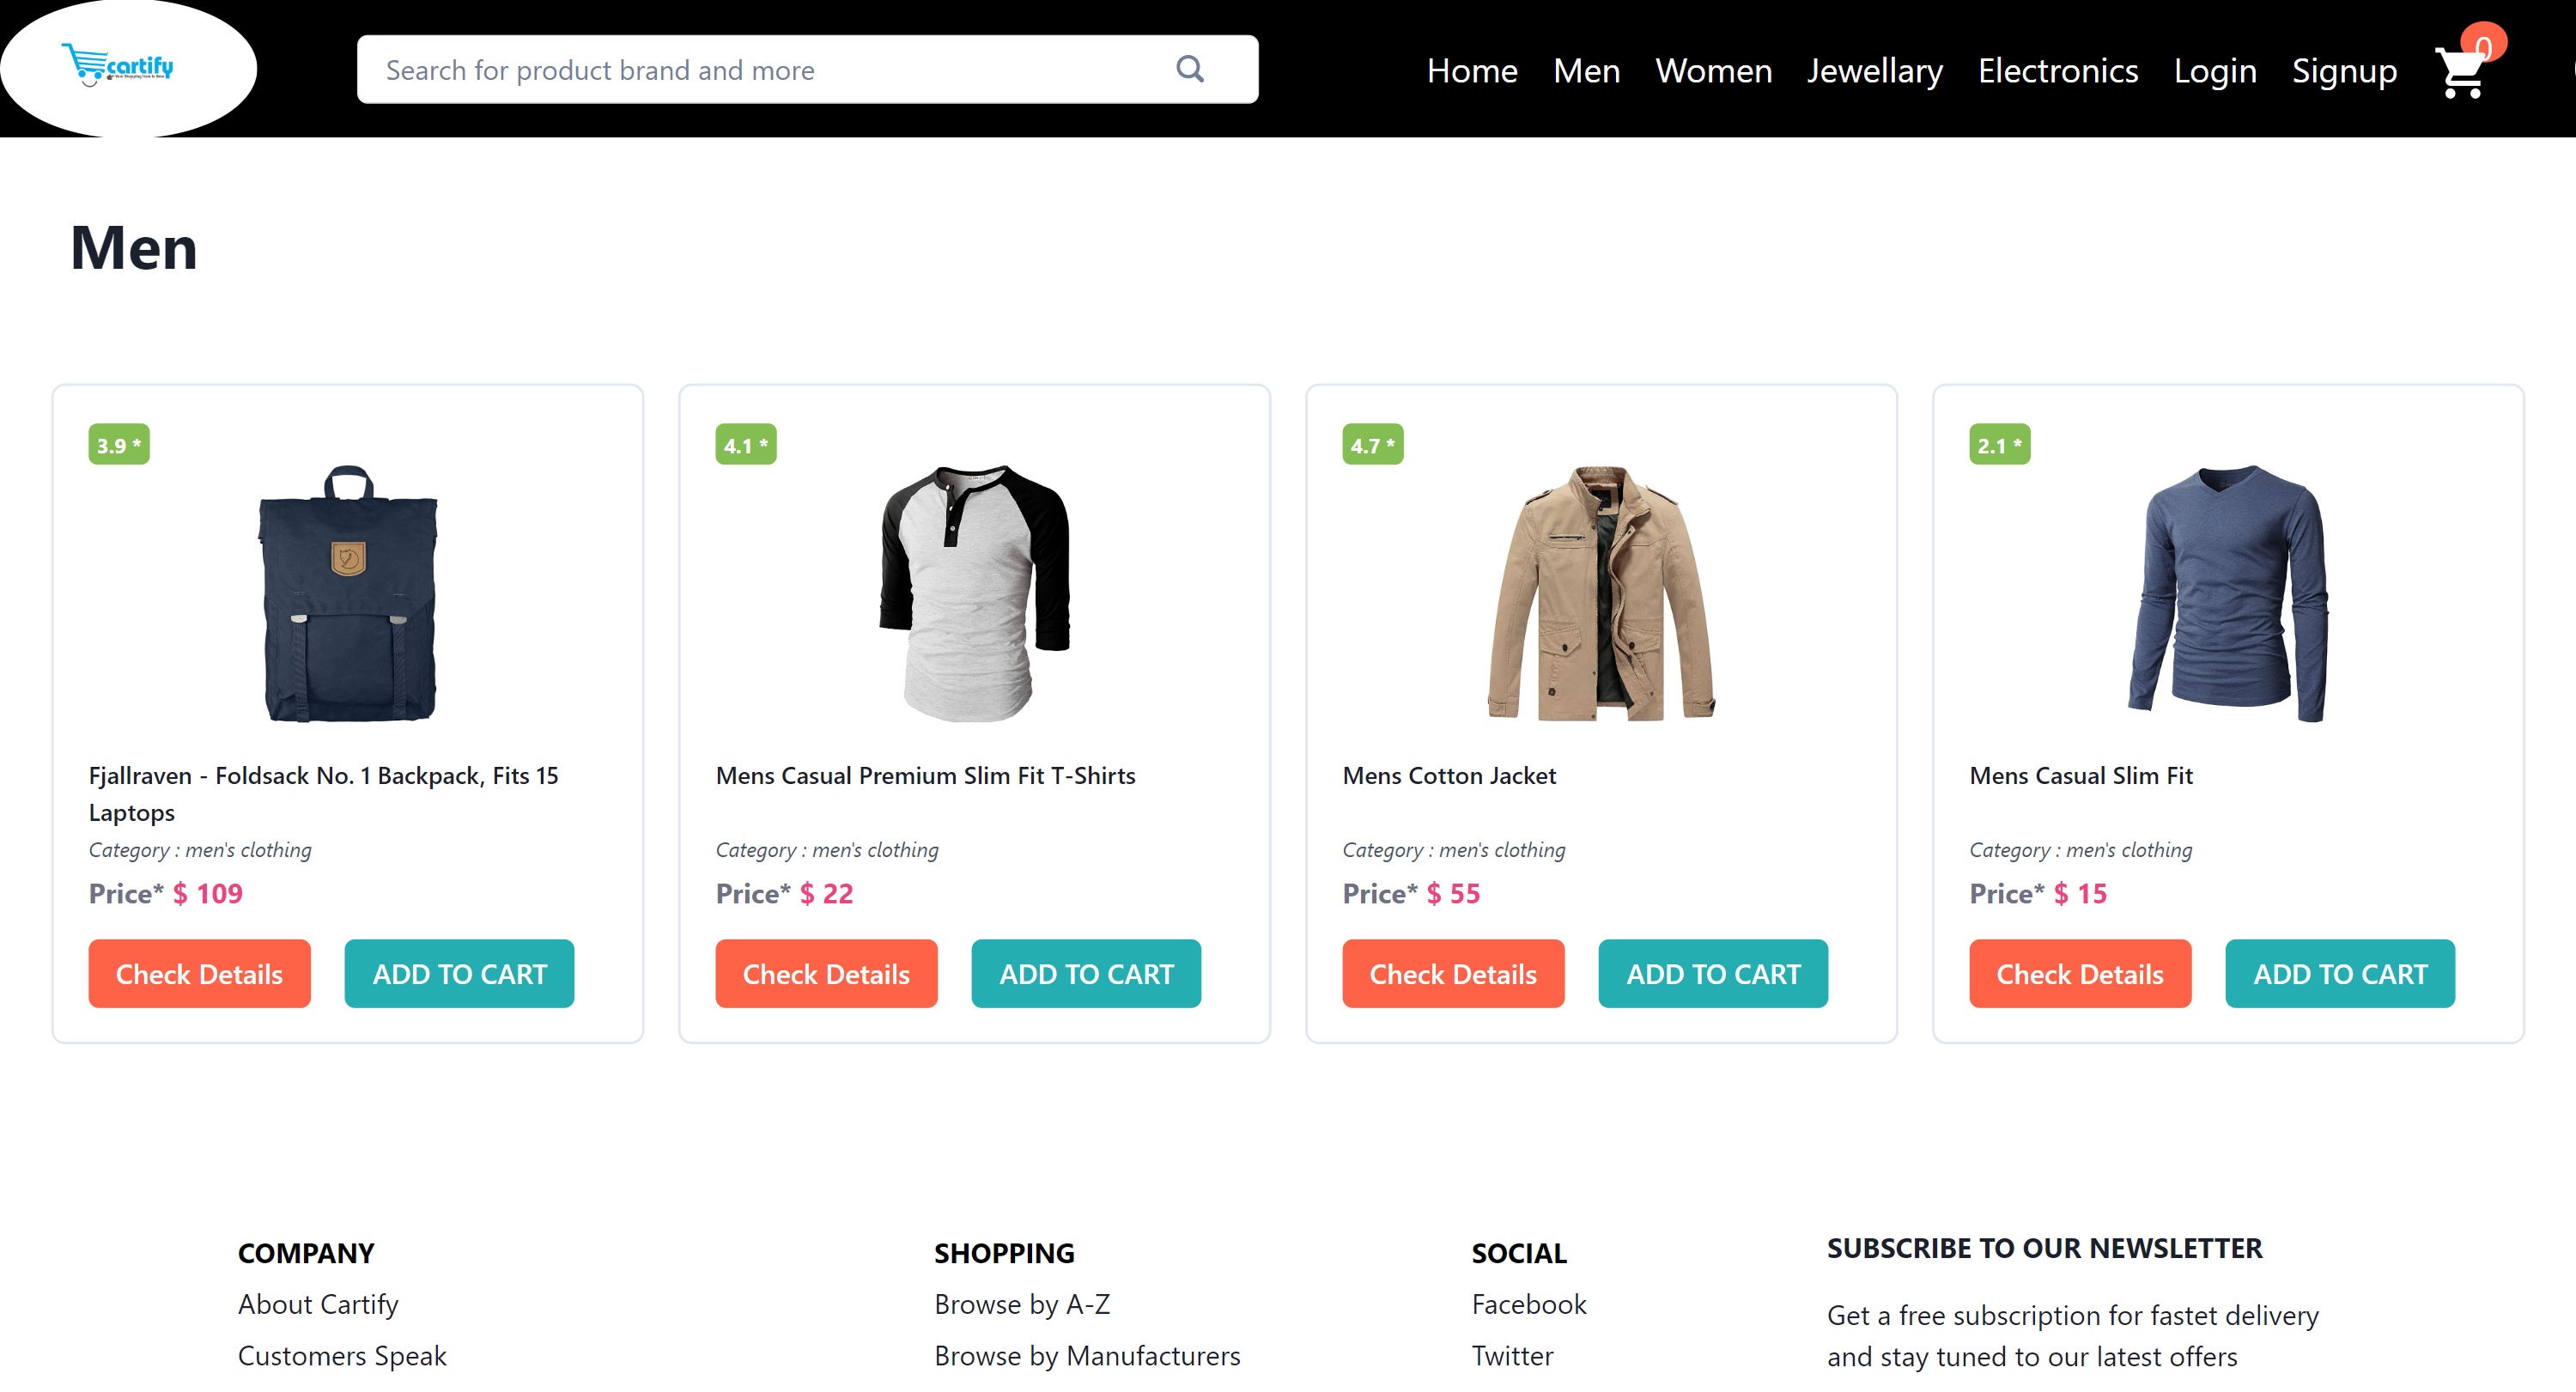 cartify
Search for product brand and more
Home Men Women Jewellary Electronics Login Signup 0
Men
3.9 *
Fjallraven - Foldsack No. 1 Backpack, Fits 15
Laptops
Category : men's clothing
Price* $ 109
Check Details ADD TO CART
4.1 *
Mens Casual Premium Slim Fit T-Shirts
Category : men's clothing
Price* $ 22
Check Details ADD TO CART
4.7 *
Mens Cotton Jacket
Category : men's clothing
Price* $ 55
Check Details ADD TO CART
2.1 *
Mens Casual Slim Fit
Category : men's clothing
Price* $ 15
Check Details ADD TO CART
COMPANY
About Cartify
Customers Speak
SHOPPING
Browse by A-Z
Browse by Manufacturers
SOCIAL
Facebook
Twitter
SUBSCRIBE TO OUR NEWSLETTER
Get a free subscription for fastet delivery
and stay tuned to our latest offers